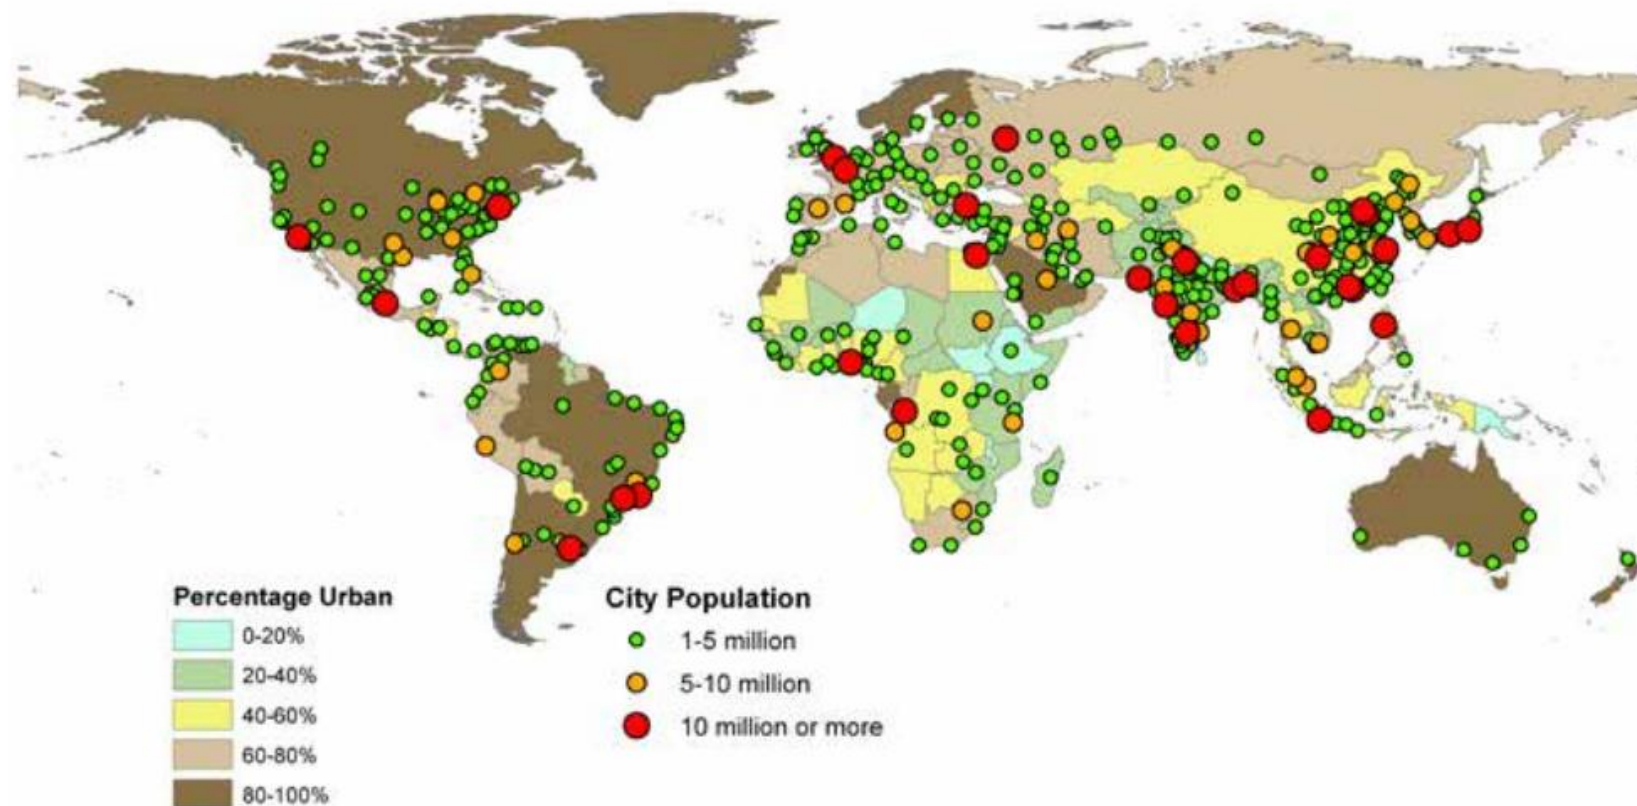 Percentage Urban
0-20%
20-40%
40-60%
60-80%
80-100%
City Population
1-5 million
5-10 million
10 million or more